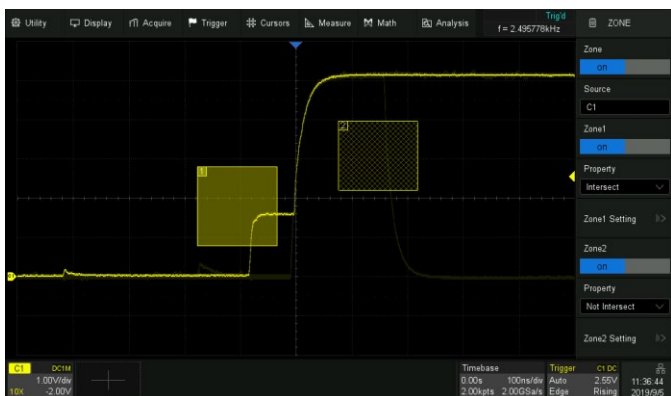 Utility Display Acquire Trigger Cursors Measure Math Analysis
Trig'd
f = 2.495778kHz
ZONE
Zone
on
Source
C1
Zone1
on
Property
Intersect
Zone1 Setting
Zone2
on
Property
Not Intersect
Zone2 Setting
1
2
C1 DC1M
1.00V/div
10X -2.00V
Timebase
0.00s 100ns/div
2.00kpts 2.00GSa/s
Trigger C1 DC
Auto 2.55V
Edge Rising
11:36:44
2019/9/5